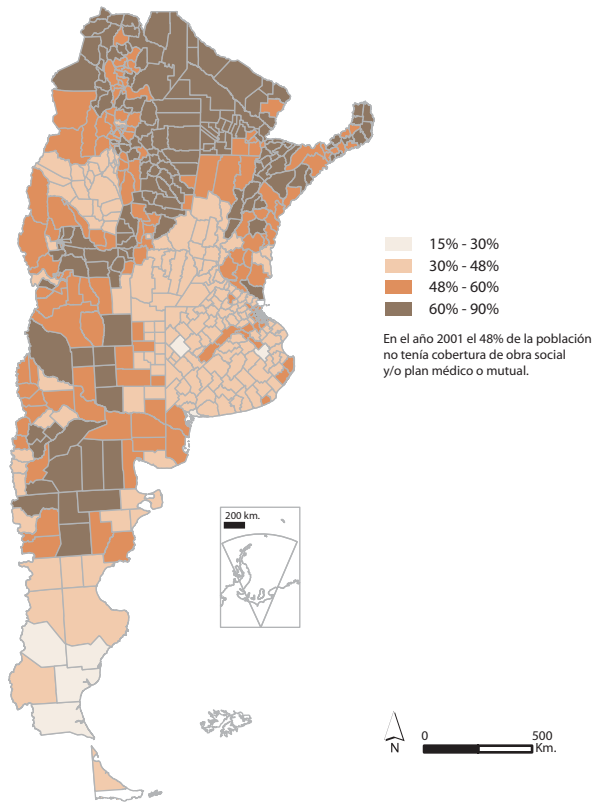 15% - 30%
30% - 48%
48% - 60%
60% - 90%
En el año 2001 el 48% de la población
no tenía cobertura de obra social
y/o plan médico o mutual.
200 km.
N
0 500
Km.